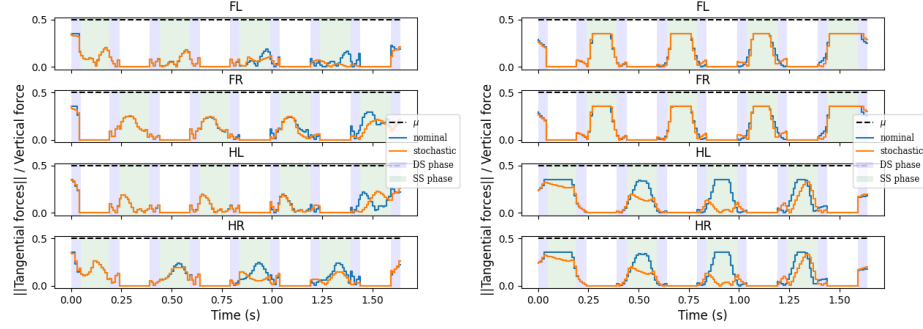 FL
0.5
0.0
FR
0.5
0.0
HL
0.5
0.0
HR
0.5
0.0
0.00 0.25 0.50 0.75 1.00 1.25 1.50
Time (s)
||Tangential forces|| / Vertical force
μ
nominal
stochastic
DS phase
SS phase
FL
0.5
0.0
FR
0.5
0.0
HL
0.5
0.0
HR
0.5
0.0
0.00 0.25 0.50 0.75 1.00 1.25 1.50
Time (s)
||Tangential forces|| / Vertical force
μ
nominal
stochastic
DS phase
SS phase